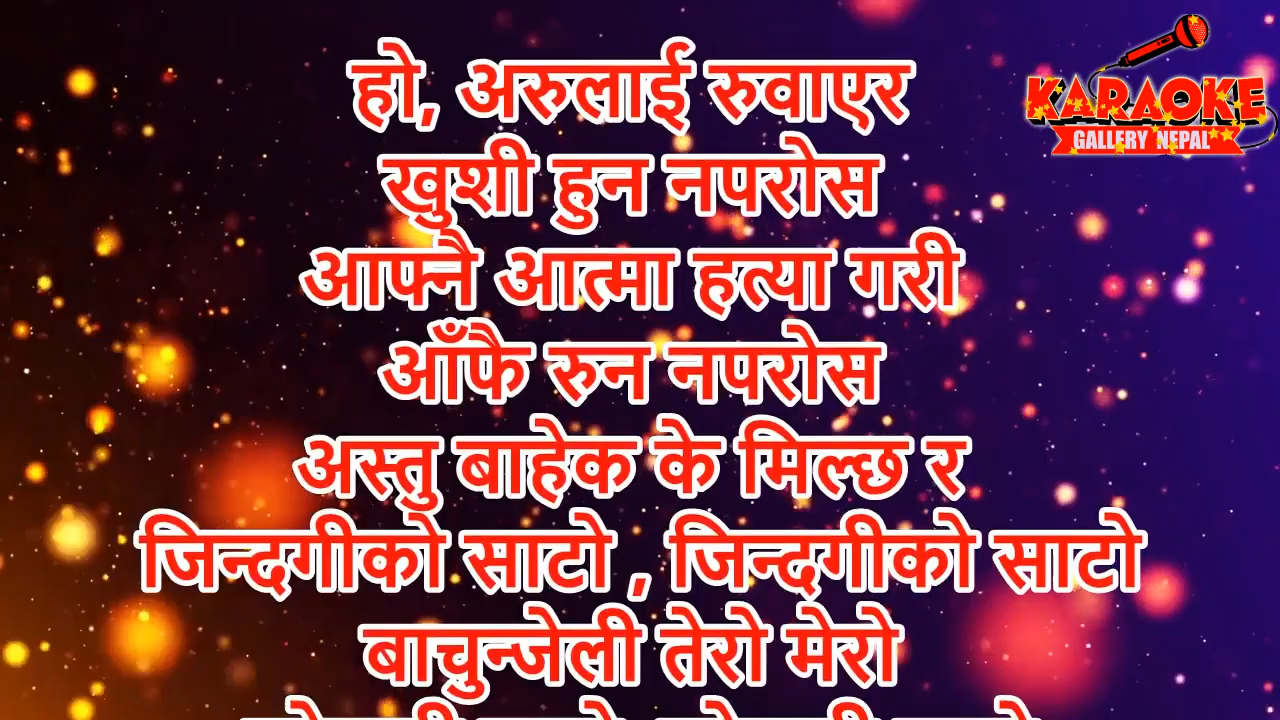 KARAOKE
GALLERY NEPAL
हो, अरुलाई रुवाएर
खुशी हुन नपरोस
आफ्नै आत्मा हत्या गरी
आँफै रुन नपरोस
अस्तु बाहेक के मिल्छ र
जिन्दगीको साटो , जिन्दगीको साटो
बाचुन्जेली तेरो मेरो